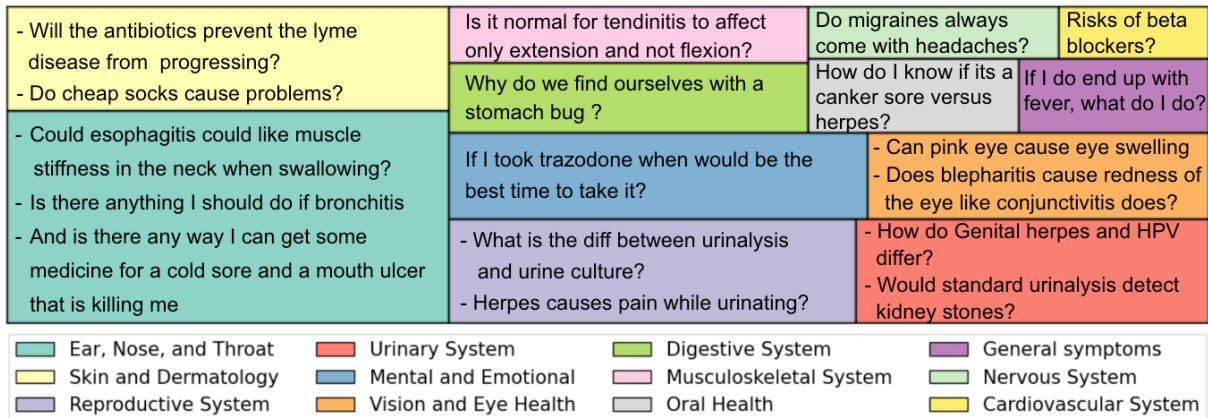 - Will the antibiotics prevent the lyme
disease from progressing?
- Do cheap socks cause problems?
- Could esophagitis could like muscle
stiffness in the neck when swallowing?
- Is there anything I should do if bronchitis
- And is there any way I can get some
medicine for a cold sore and a mouth ulcer
that is killing me
Is it normal for tendinitis to affect
only extension and not flexion?
Why do we find ourselves with a
stomach bug ?
Do migraines always
come with headaches?
Risks of beta
blockers?
How do I know if its a
canker sore versus
herpes?
If I do end up with
fever, what do I do?
If I took trazodone when would be the
best time to take it?
- Can pink eye cause eye swelling
- Does blepharitis cause redness of
the eye like conjunctivitis does?
- What is the diff between urinalysis
and urine culture?
- Herpes causes pain while urinating?
- How do Genital herpes and HPV
differ?
- Would standard urinalysis detect
kidney stones?
Ear, Nose, and Throat
Skin and Dermatology
Reproductive System
Urinary System
Mental and Emotional
Vision and Eye Health
Digestive System
Musculoskeletal System
Oral Health
General symptoms
Nervous System
Cardiovascular System